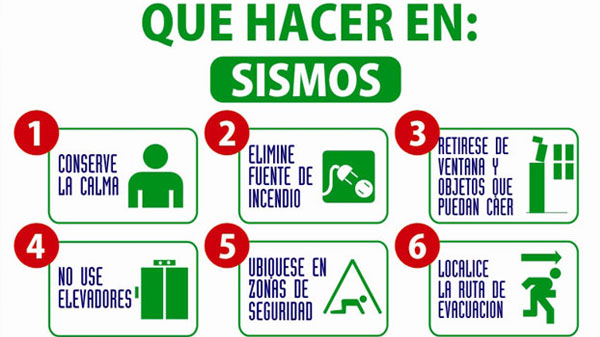 QUE HACER EN:
SISMOS
1
CONSERVE
LA CALMA
2
ELIMINE
FUENTE DE
INCENDIO
3
RETIRESE DE
VENTANA Y
OBJETOS QUE
PUEDAN CAER
4
NO USE
ELEVADORES
5
UBIQUESE EN
ZONAS DE
SEGURIDAD
6
LOCALICE
LA RUTA DE
EVACUACION